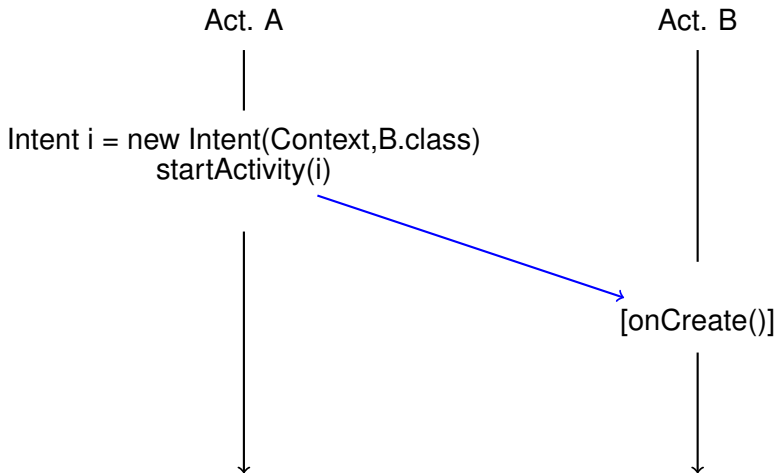 Act. A
Act. B
Intent i = new Intent(Context,B.class)
startActivity(i)
[onCreate()]